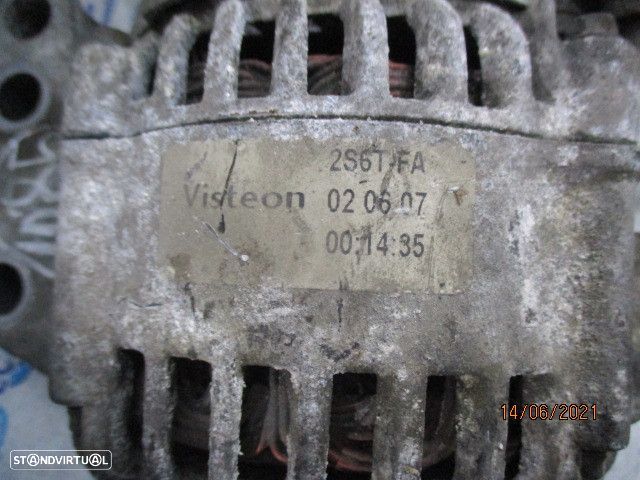 2S6T-FA
Visteon 02 06 07
00:14:35
14/06/2021
STANDVIRTUAL